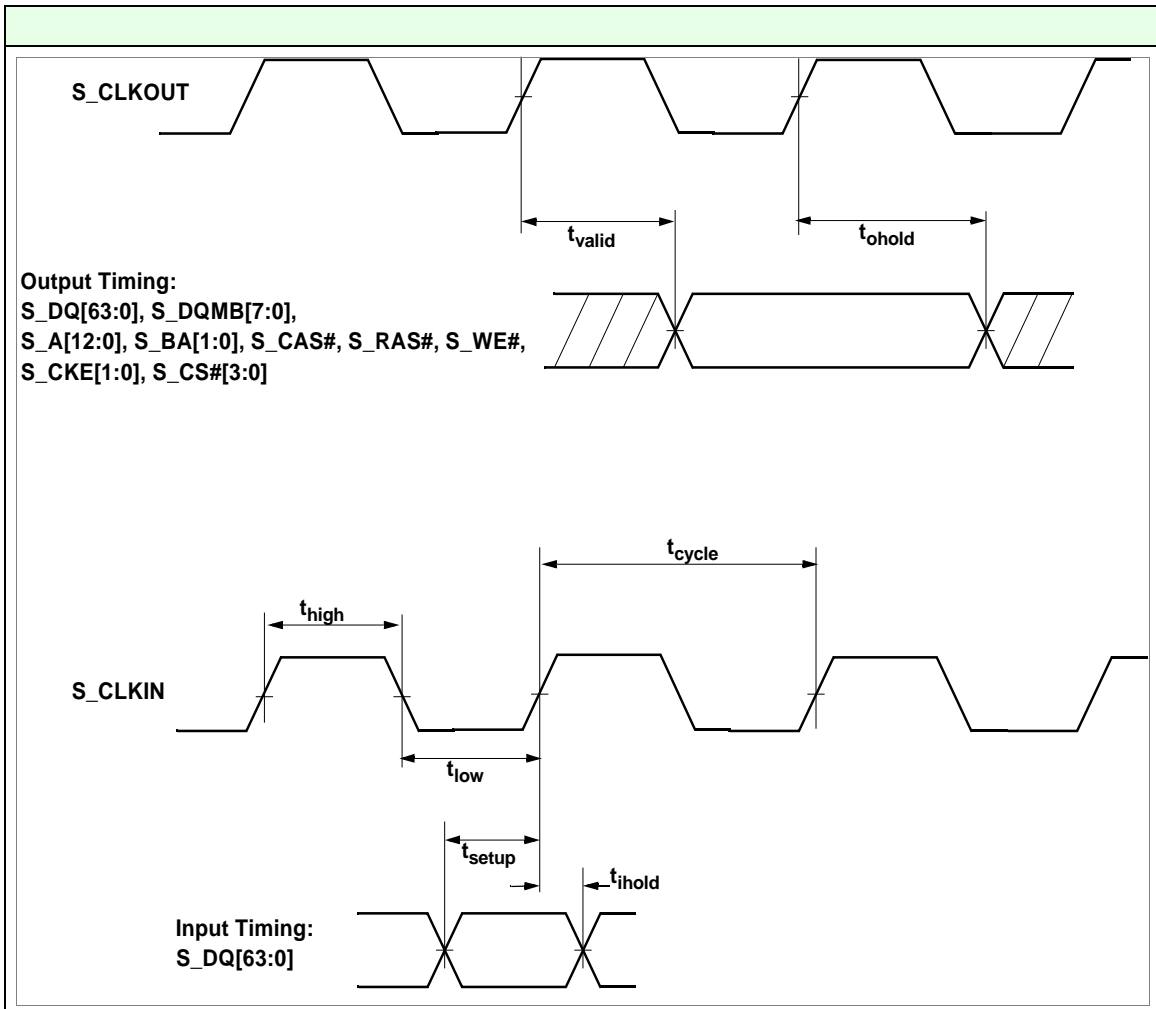 S_CLKOUT
tvalid
tohold
Output Timing:
S_DQ[63:0], S_DQMB[7:0],
S_A[12:0], S_BA[1:0], S_CAS#, S_RAS#, S_WE#,
S_CKE[1:0], S_CS#[3:0]
tcycle
thigh
S_CLKIN
tlow
tsetup
tihold
Input Timing:
S_DQ[63:0]